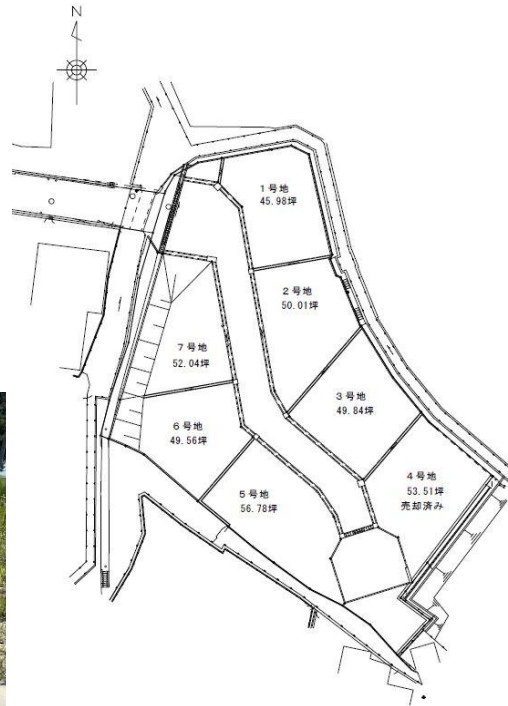 N
1号地
45.98坪
2号地
50.01坪
3号地
49.84坪
4号地
53.51坪
売却済み
7号地
52.04坪
6号地
49.56坪
5号地
56.78坪